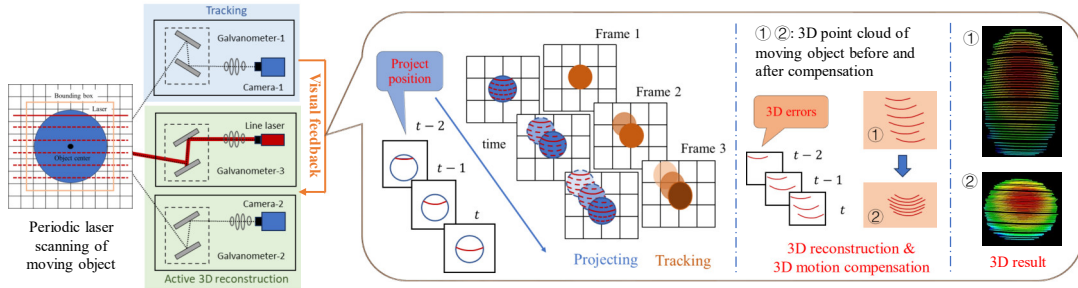 Tracking
Galvanometer-1
Camera-1
Bounding box
Laser
Object center
Line laser
Galvanometer-3
Camera-2
Galvanometer-2
Active 3D reconstruction
Periodic laser
scanning of
moving object
Visual feedback
Project
position
t − 2
t − 1
t
time
Frame 1
Frame 2
Frame 3
Projecting
Tracking
① ②: 3D point cloud of
moving object before and
after compensation
3D errors
t − 2
t − 1
t
①
②
3D reconstruction &
3D motion compensation
①
②
3D result